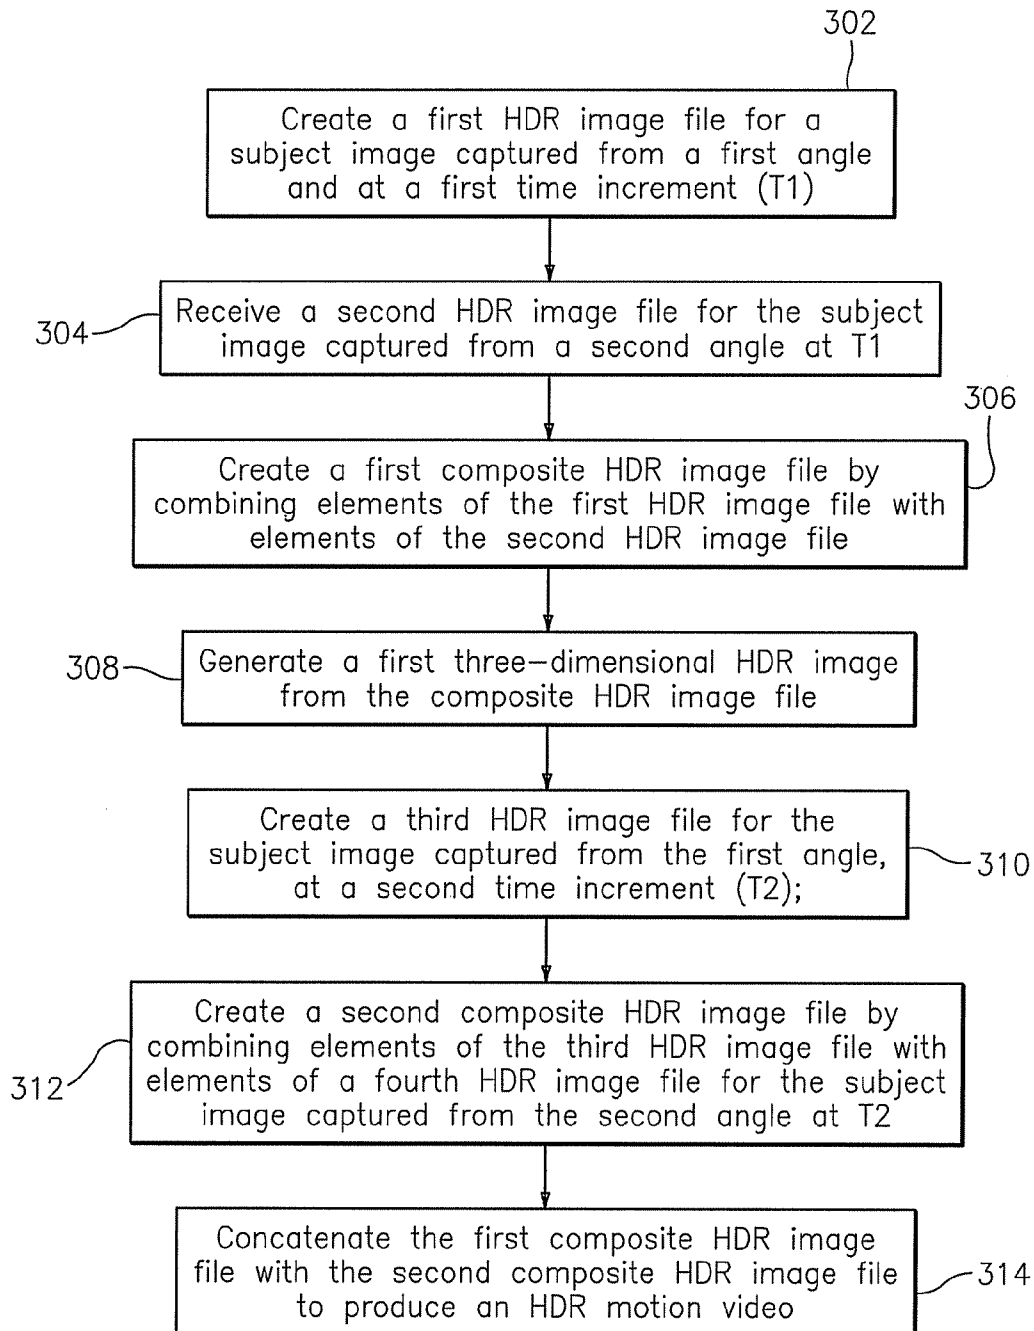 302
Create a first HDR image file for a
subject image captured from a first angle
and at a first time increment (T1)
304
Receive a second HDR image file for the subject
image captured from a second angle at T1
306
Create a first composite HDR image file by
combining elements of the first HDR image file with
elements of the second HDR image file
308
Generate a first three-dimensional HDR image
from the composite HDR image file
Create a third HDR image file for the
subject image captured from the first angle,
at a second time increment (T2);
310
Create a second composite HDR image file by
combining elements of the third HDR image file with
elements of a fourth HDR image file for the subject
image captured from the second angle at T2
312
Concatenate the first composite HDR image
file with the second composite HDR image file
to produce an HDR motion video
314